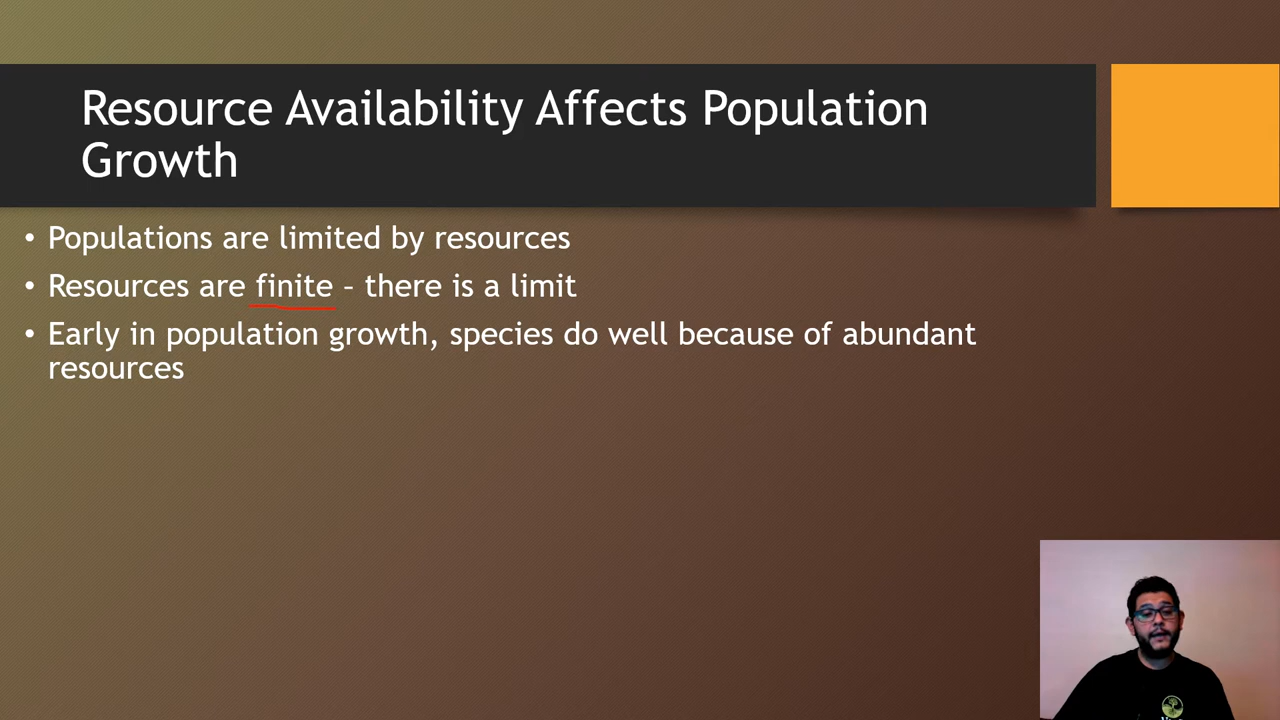 Resource Availability Affects Population
Growth
• Populations are limited by resources
• Resources are finite – there is a limit
• Early in population growth, species do well because of abundant
resources